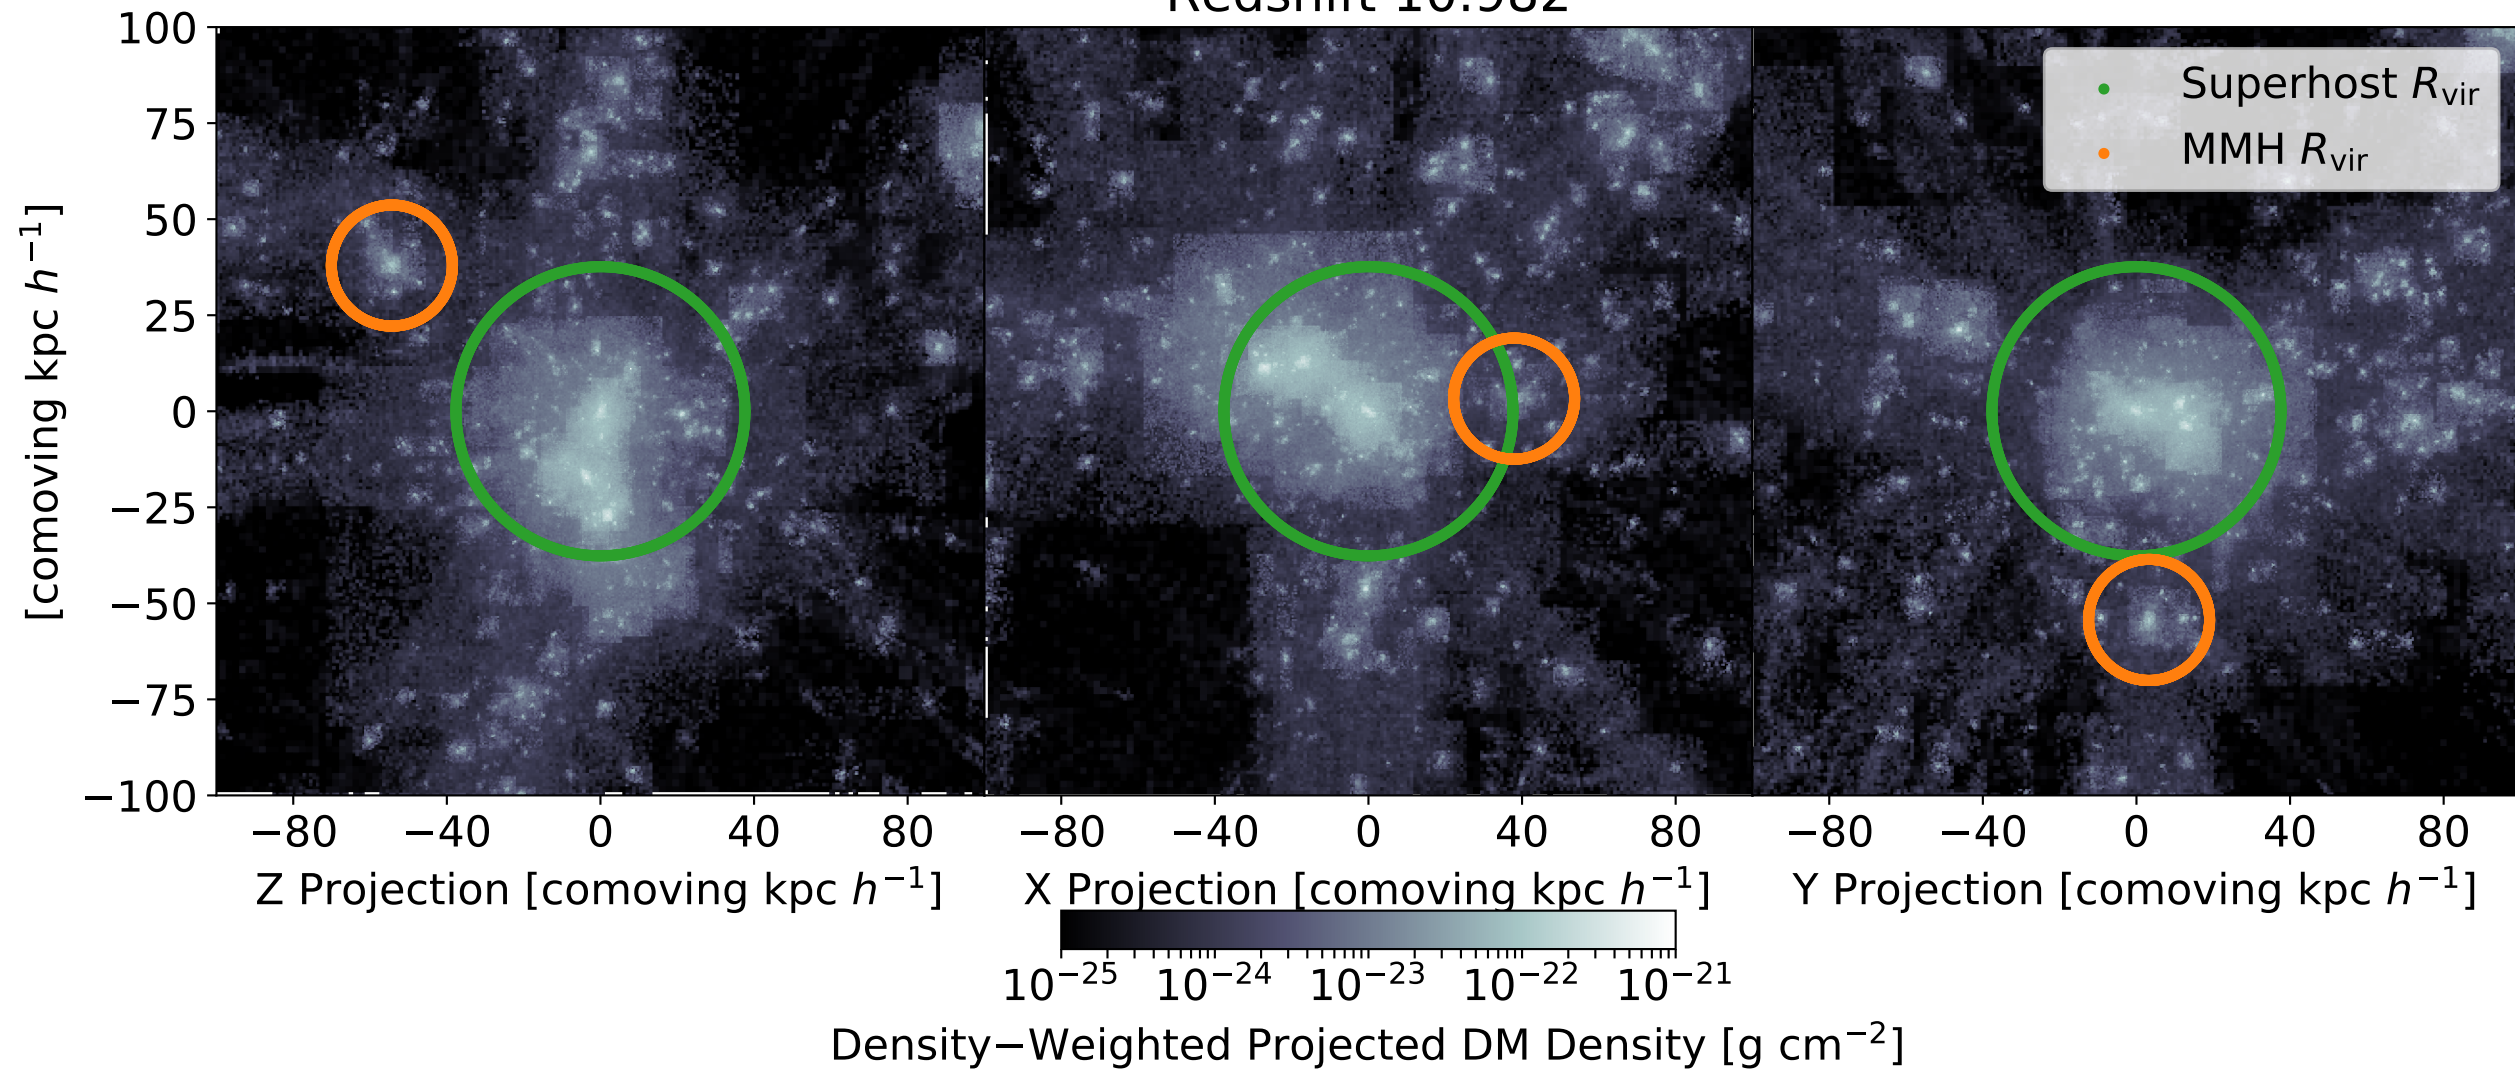 Redshift 10.982
Superhost Rvir
MMH Rvir
[comoving kpc h⁻¹]
100
75
50
25
0
−25
−50
−75
−100
−80 −40 0 40 80 −80 −40 0 40 80 −80 −40 0 40 80
Z Projection [comoving kpc h⁻¹] X Projection [comoving kpc h⁻¹] Y Projection [comoving kpc h⁻¹]
10⁻²⁵ 10⁻²⁴ 10⁻²³ 10⁻²² 10⁻²¹
Density−Weighted Projected DM Density [g cm⁻²]